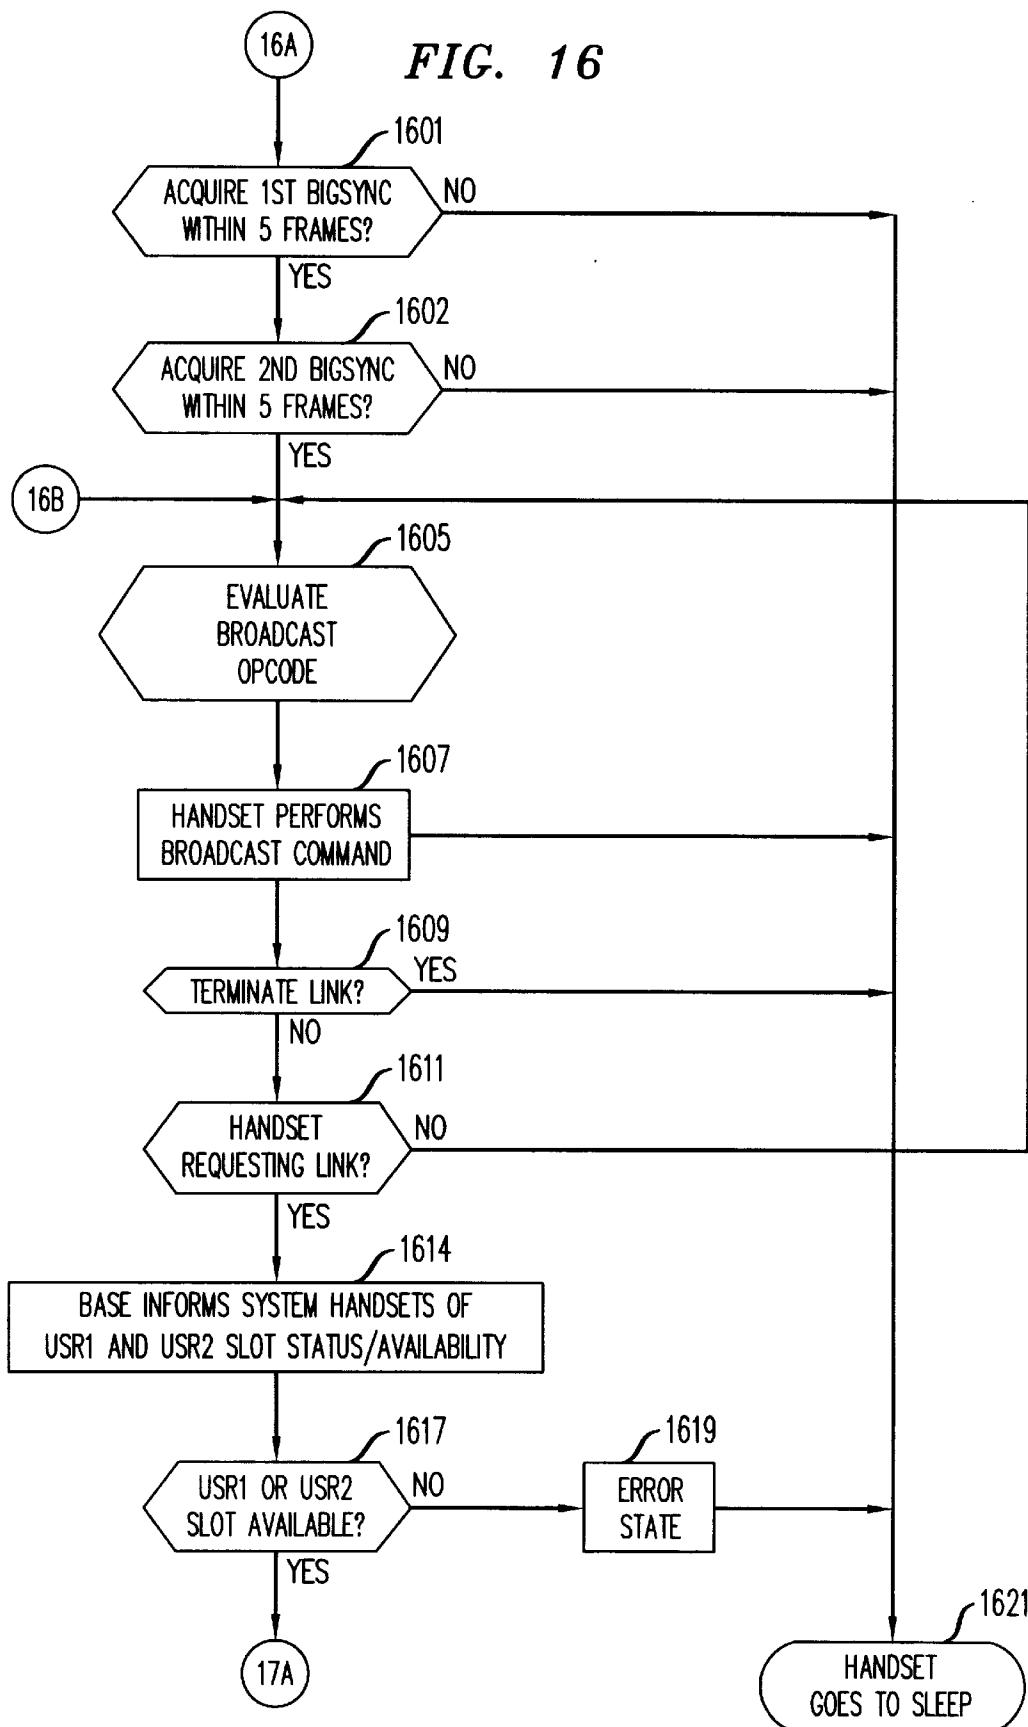 16A
FIG. 16
1601
ACQUIRE 1ST BIGSYNC
WITHIN 5 FRAMES?
NO
YES
1602
ACQUIRE 2ND BIGSYNC
WITHIN 5 FRAMES?
NO
YES
16B
1605
EVALUATE
BROADCAST
OPCODE
1607
HANDSET PERFORMS
BROADCAST COMMAND
1609
TERMINATE LINK?
YES
NO
1611
HANDSET
REQUESTING LINK?
NO
YES
1614
BASE INFORMS SYSTEM HANDSETS OF
USR1 AND USR2 SLOT STATUS/AVAILABILITY
1617
USR1 OR USR2
SLOT AVAILABLE?
NO
YES
1619
ERROR
STATE
17A
1621
HANDSET
GOES TO SLEEP